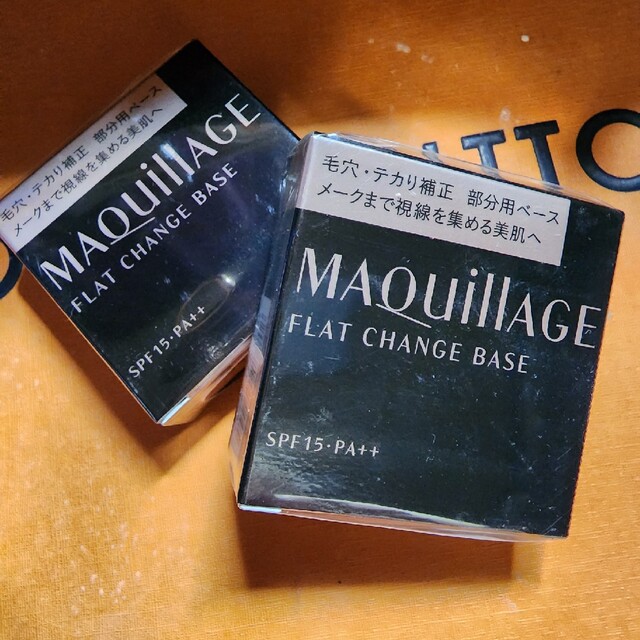 毛穴・テカり補正 部分用ベース
メークまで視線を集める美肌へ
MAQuillAGE
FLAT CHANGE BASE
SPF15・PA++
毛穴・テカり補正 部分用ベース
メークまで視線を集める美肌へ
MAQuillAGE
FLAT CHANGE BASE
SPF15・PA++